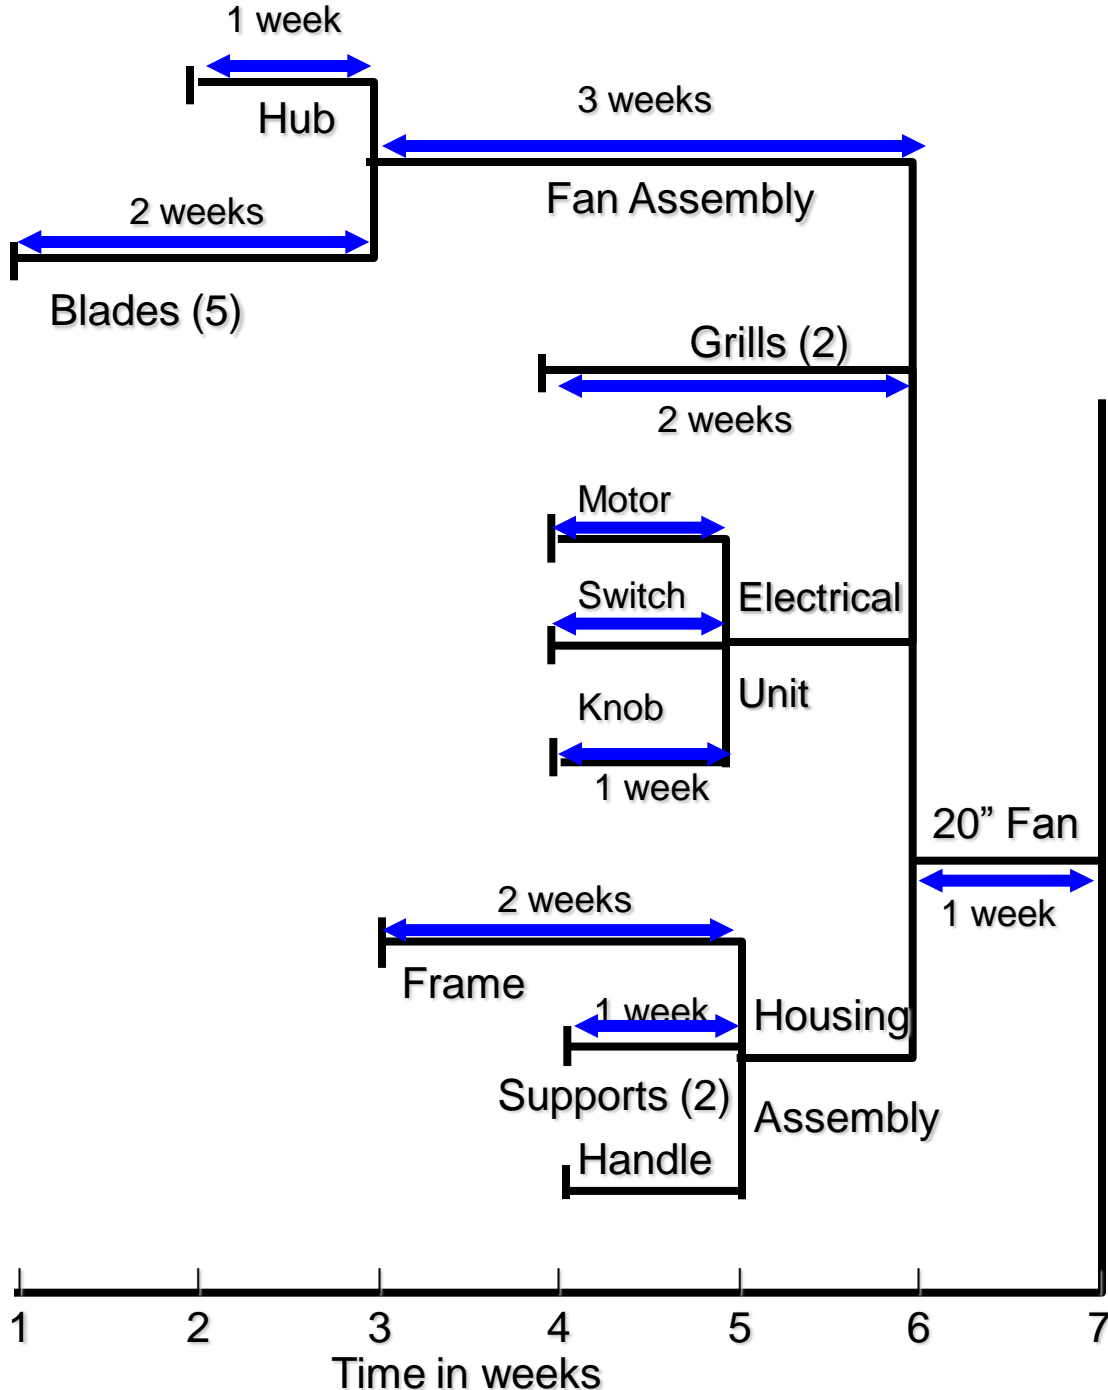 1 week
Hub
3 weeks
Fan Assembly
2 weeks
Blades (5)
Grills (2)
2 weeks
Motor
Switch
Electrical
Unit
Knob
1 week
20” Fan
1 week
2 weeks
Frame
1 week
Housing
Supports (2)
Assembly
Handle
1 2 3 4 5 6 7
Time in weeks